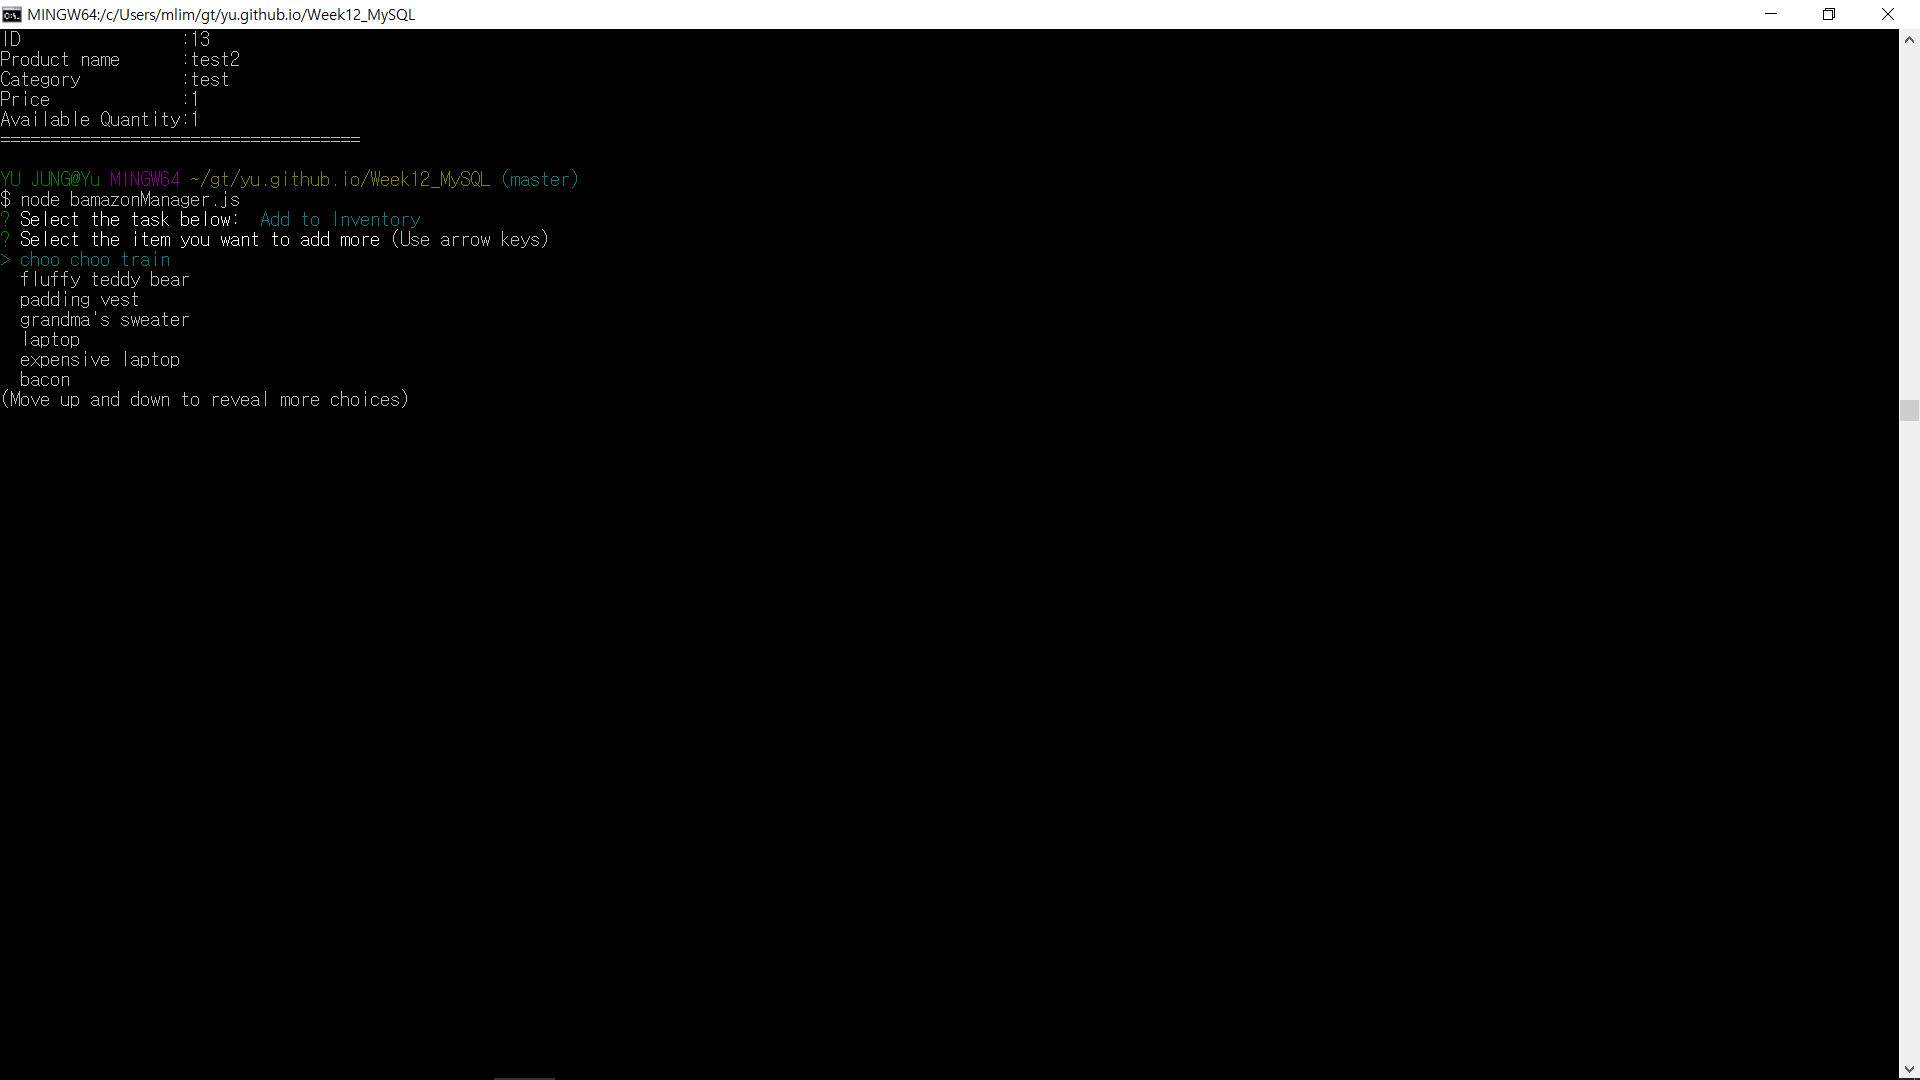 MINGW64:/c/Users/mlim/gt/yu.github.io/Week12_MySQL
ID :13
Product name :test2
Category :test
Price :1
Available Quantity:1
====================================
YU JUNG@Yu MINGW64 ~/gt/yu.github.io/Week12_MySQL (master)
$ node bamazonManager.js
? Select the task below:  Add to Inventory
? Select the item you want to add more (Use arrow keys)
> choo choo train
fluffy teddy bear
padding vest
grandma's sweater
laptop
expensive laptop
bacon
(Move up and down to reveal more choices)